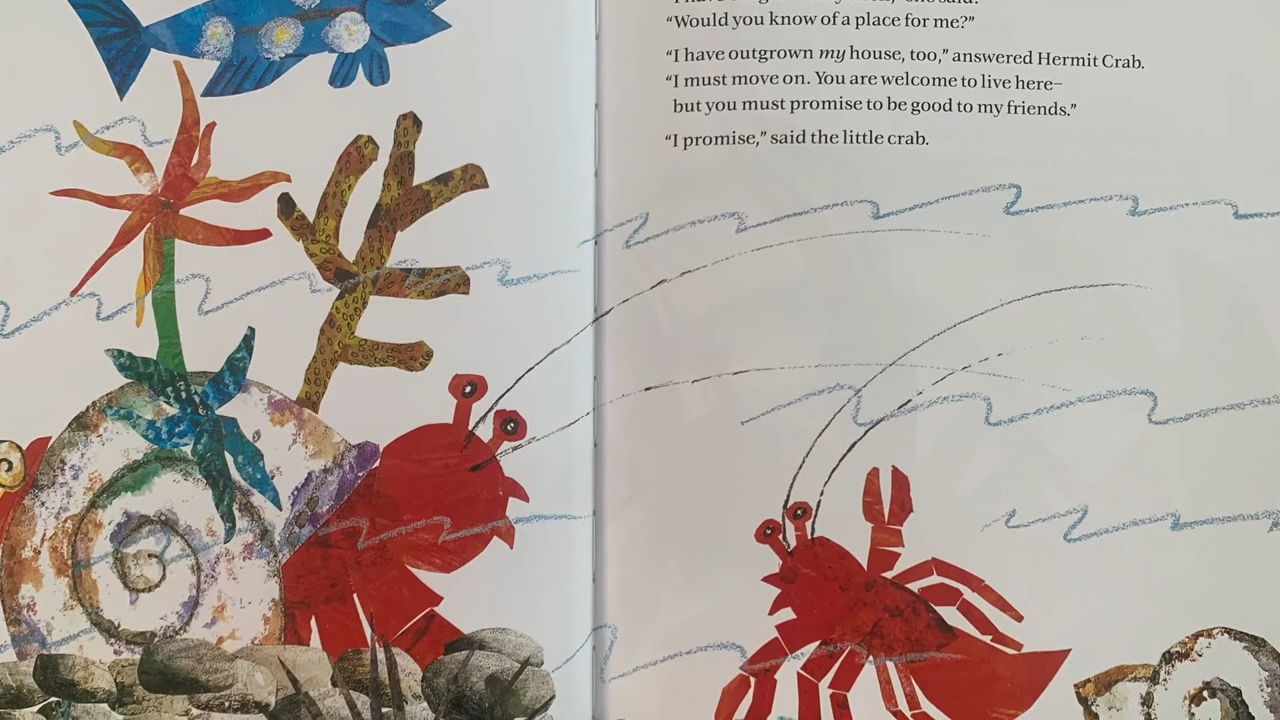 “Would you know of a place for me?”
“I have outgrown my house, too,” answered Hermit Crab.
“I must move on. You are welcome to live here–
but you must promise to be good to my friends.”
“I promise,” said the little crab.